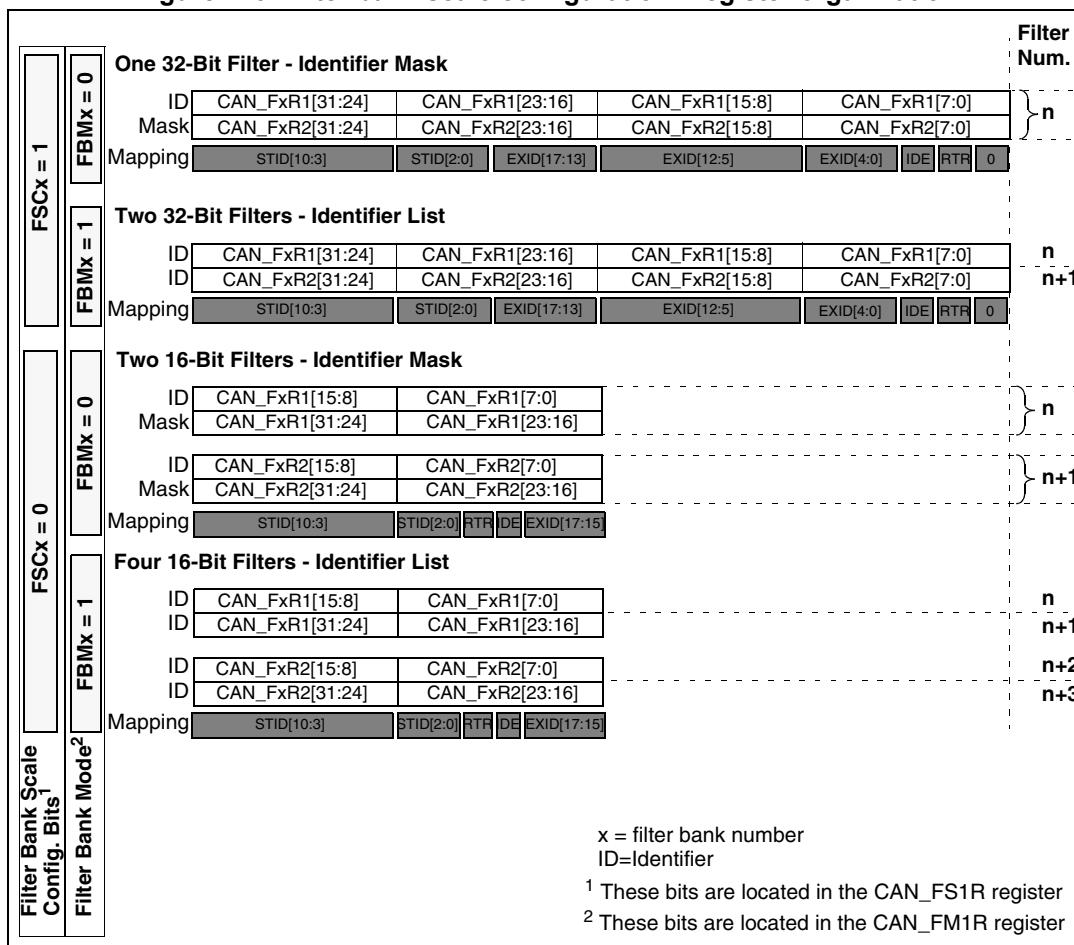 Filter
Num.
One 32-Bit Filter - Identifier Mask
ID CAN_FxR1[31:24] CAN_FxR1[23:16] CAN_FxR1[15:8] CAN_FxR1[7:0]
Mask CAN_FxR2[31:24] CAN_FxR2[23:16] CAN_FxR2[15:8] CAN_FxR2[7:0]
n
Mapping STID[10:3] STID[2:0] EXID[17:13] EXID[12:5] EXID[4:0] IDE RTR 0
Two 32-Bit Filters - Identifier List
ID CAN_FxR1[31:24] CAN_FxR1[23:16] CAN_FxR1[15:8] CAN_FxR1[7:0] n
ID CAN_FxR2[31:24] CAN_FxR2[23:16] CAN_FxR2[15:8] CAN_FxR2[7:0] n+1
Mapping STID[10:3] STID[2:0] EXID[17:13] EXID[12:5] EXID[4:0] IDE RTR 0
Two 16-Bit Filters - Identifier Mask
ID CAN_FxR1[15:8] CAN_FxR1[7:0]
Mask CAN_FxR1[31:24] CAN_FxR1[23:16]
n
ID CAN_FxR2[15:8] CAN_FxR2[7:0]
Mask CAN_FxR2[31:24] CAN_FxR2[23:16]
n+1
Mapping STID[10:3] STID[2:0] RTR IDE EXID[17:15]
Four 16-Bit Filters - Identifier List
ID CAN_FxR1[15:8] CAN_FxR1[7:0] n
ID CAN_FxR1[31:24] CAN_FxR1[23:16] n+1
ID CAN_FxR2[15:8] CAN_FxR2[7:0] n+2
ID CAN_FxR2[31:24] CAN_FxR2[23:16] n+3
Mapping STID[10:3] STID[2:0] RTR IDE EXID[17:15]
FSCx = 1
FBMx = 0
FBMx = 1
FSCx = 0
FBMx = 0
FBMx = 1
Filter Bank Scale
Config. Bits1
Filter Bank Mode2
x = filter bank number
ID=Identifier
1 These bits are located in the CAN_FS1R register
2 These bits are located in the CAN_FM1R register